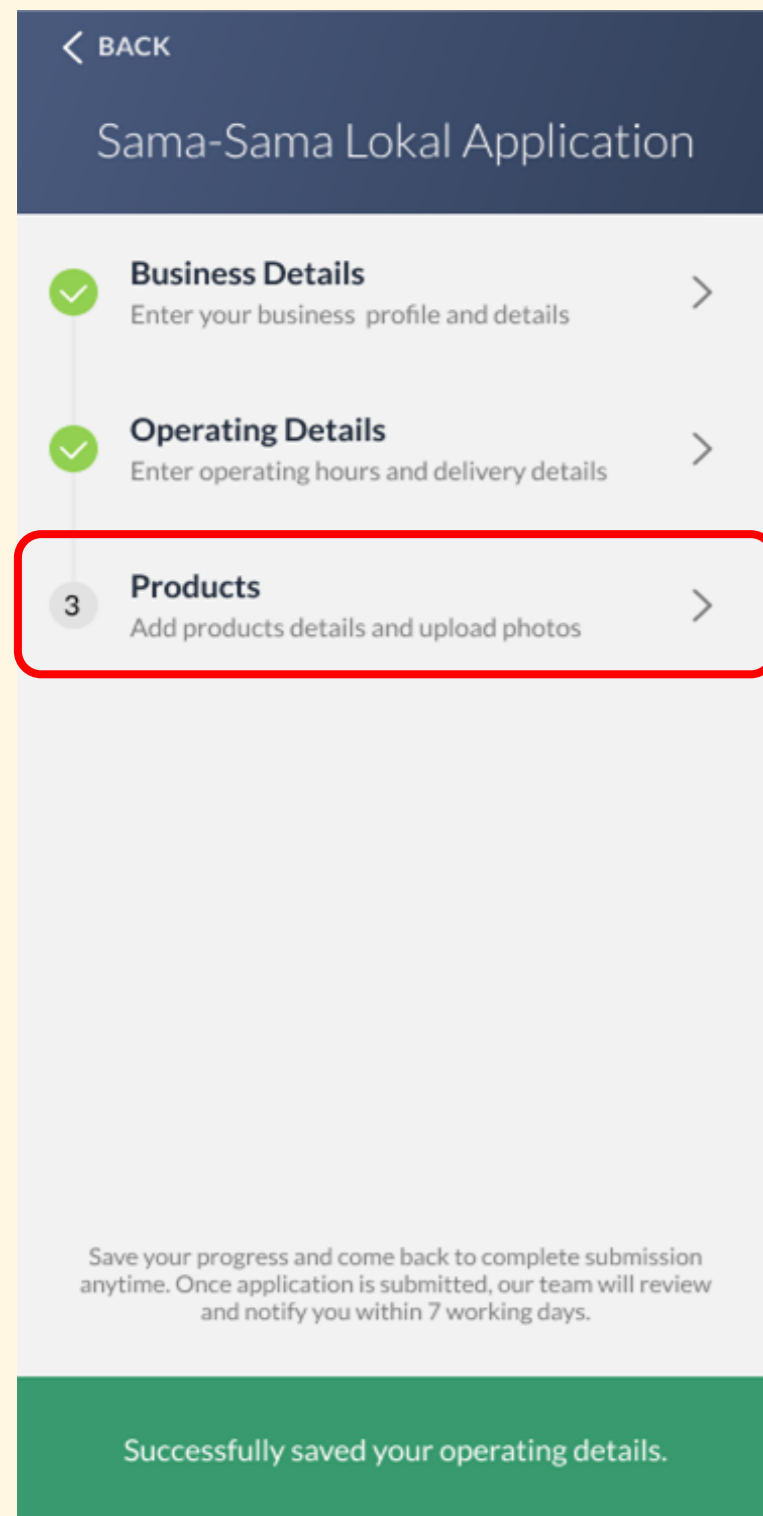 BACK
Sama-Sama Lokal Application
Business Details
Enter your business profile and details
Operating Details
Enter operating hours and delivery details
3
Products
Add products details and upload photos
Save your progress and come back to complete submission
anytime. Once application is submitted, our team will review
and notify you within 7 working days.
Successfully saved your operating details.